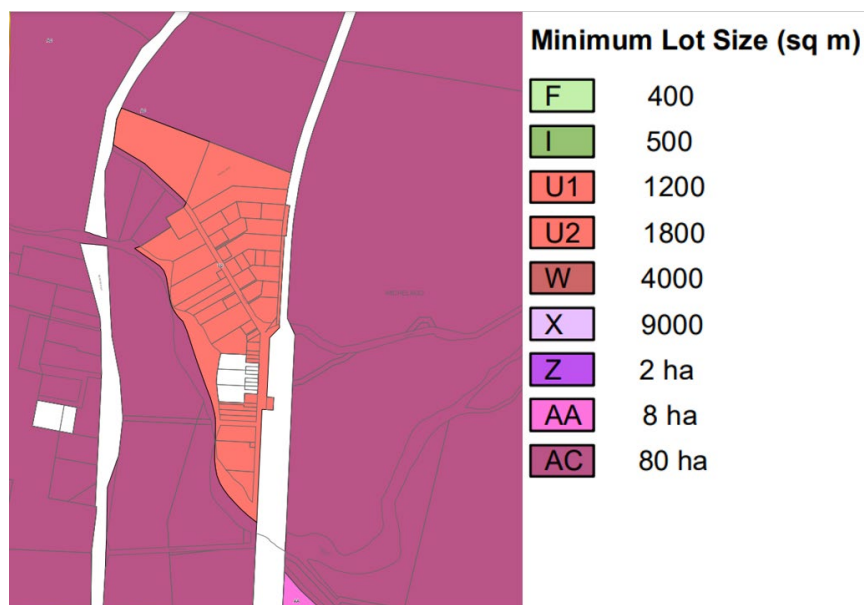 Minimum Lot Size (sq m)
F 400
I 500
U1 1200
U2 1800
W 4000
X 9000
Z 2 ha
AA 8 ha
AC 80 ha